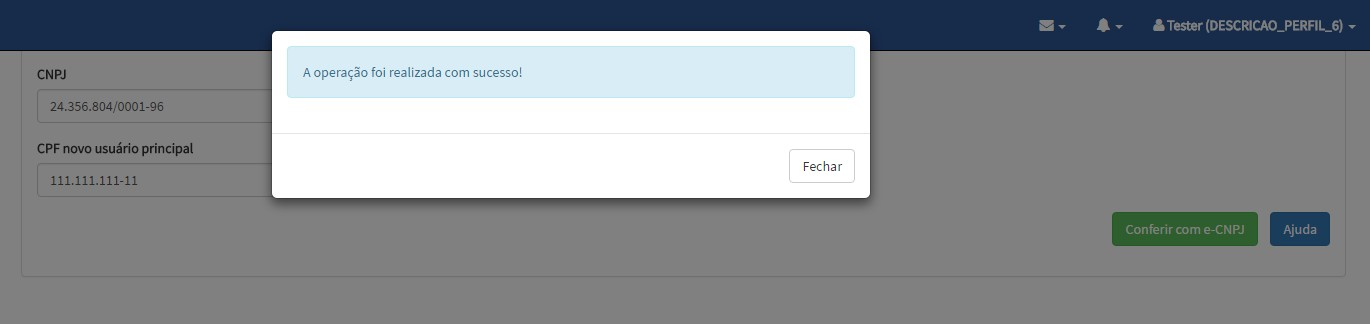 Tester (DESCRICAO_PERFIL_6)
A operação foi realizada com sucesso!
Fechar
CNPJ
24.356.804/0001-96
CPF novo usuário principal
111.111.111-11
Conferir com e-CNPJ
Ajuda